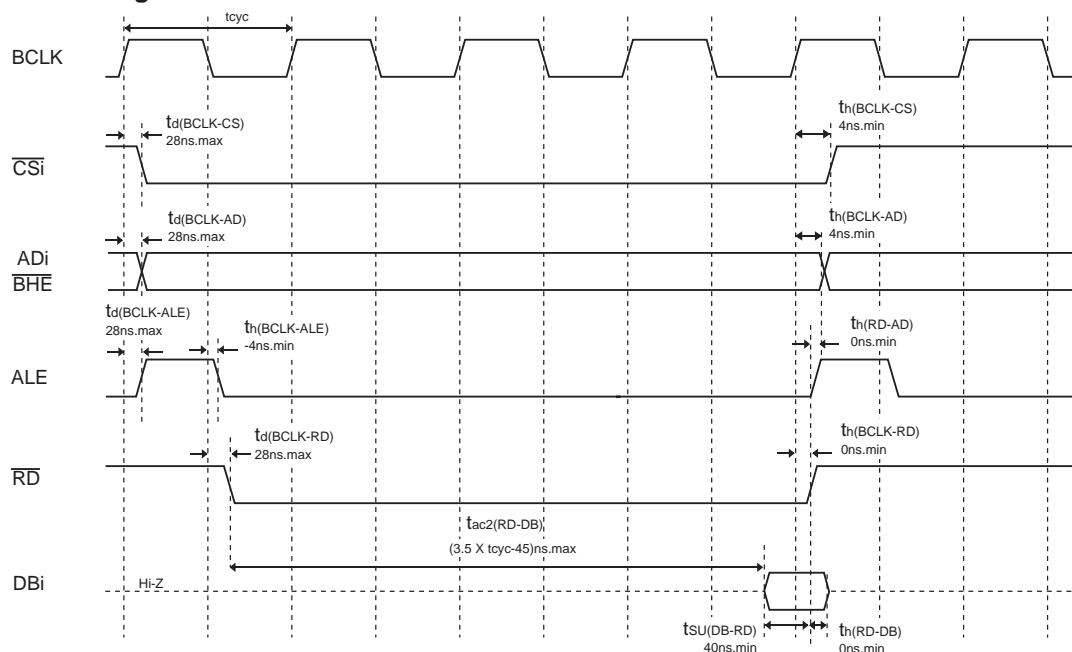 g
tcyc
BCLK
td(BCLK-CS)
28ns.max
th(BCLK-CS)
4ns.min
CSi
td(BCLK-AD)
28ns.max
th(BCLK-AD)
4ns.min
ADi
BHE
td(BCLK-ALE)
28ns.max
th(BCLK-ALE)
-4ns.min
th(RD-AD)
0ns.min
ALE
td(BCLK-RD)
28ns.max
th(BCLK-RD)
0ns.min
RD
tac2(RD-DB)
(3.5 X tcyc-45)ns.max
DBi
Hi-Z
tSU(DB-RD)
40ns.min
th(RD-DB)
0ns.min